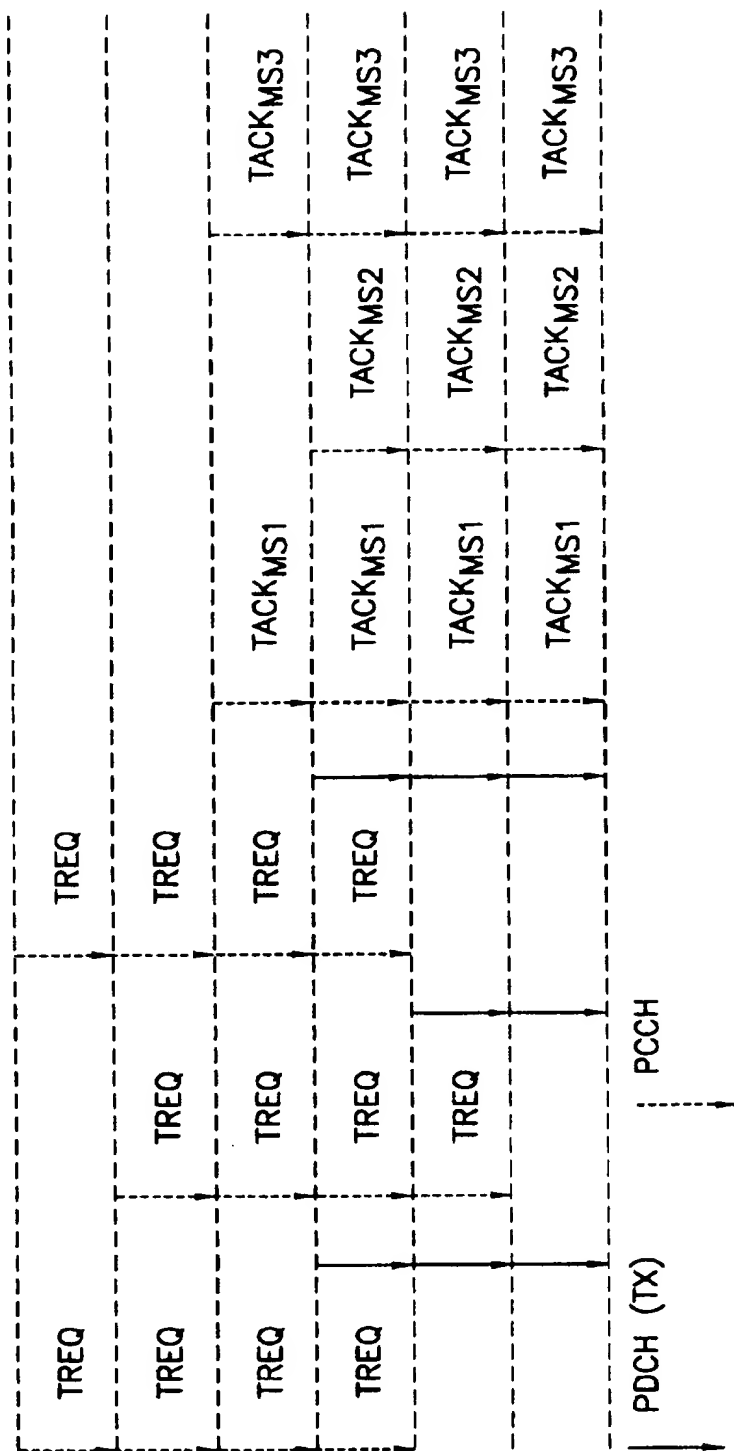 TREQ TREQ
TREQ TREQ TREQ
TREQ TREQ TREQ TACKMS1 TACKMS3
TREQ TREQ TREQ TACKMS1 TACKMS2 TACKMS3
TREQ TACKMS1 TACKMS2 TACKMS3
TACKMS1 TACKMS2 TACKMS3
PDCH (TX) PCCH